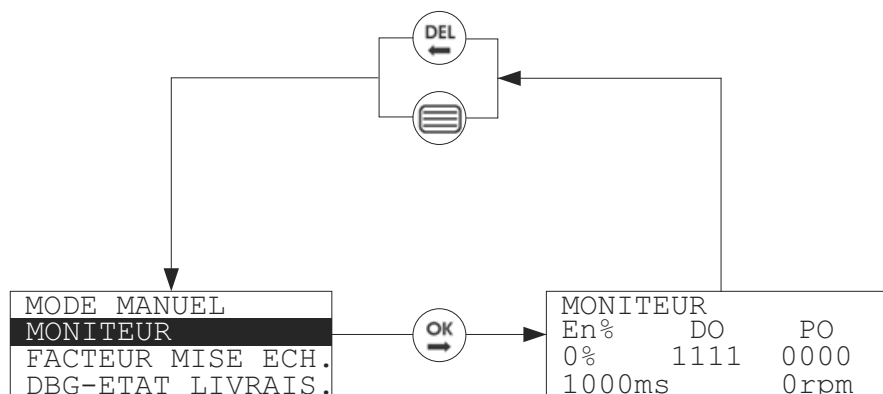 DEL
MODE MANUEL
MONITEUR
FACTEUR MISE ECH.
DBG-ETAT LIVRAIS.
OK
MONITEUR
En% DO PO
0% 1111 0000
1000ms 0rpm